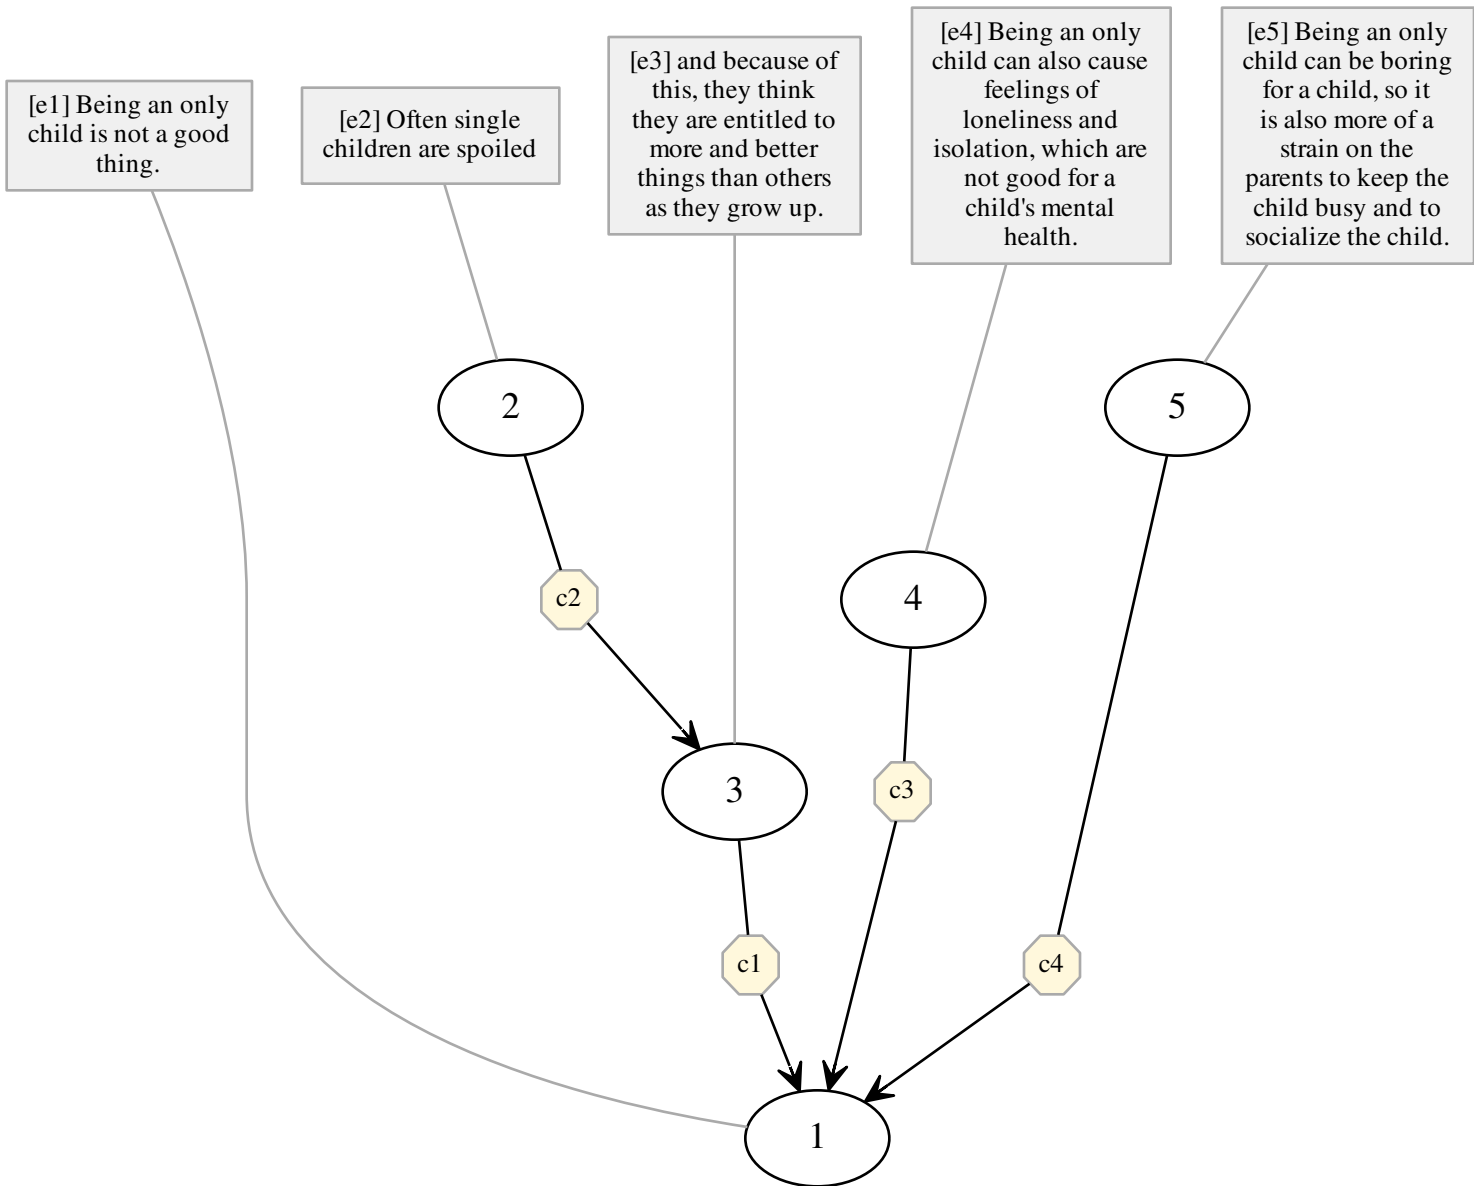 [e1] Being an only
child is not a good
thing.
[e2] Often single
children are spoiled
[e3] and because of
this, they think
they are entitled to
more and better
things than others
as they grow up.
[e4] Being an only
child can also cause
feelings of
loneliness and
isolation, which are
not good for a
child's mental
health.
[e5] Being an only
child can be boring
for a child, so it
is also more of a
strain on the
parents to keep the
child busy and to
socialize the child.
2
5
c2
4
3
c3
c1
c4
1